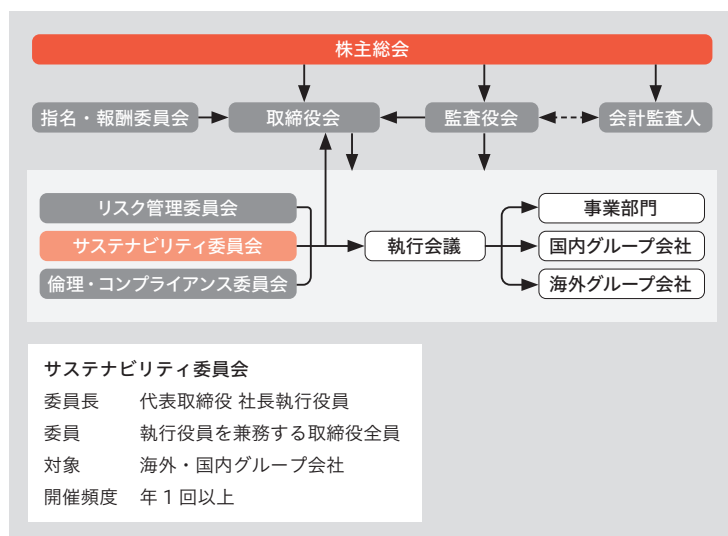 株主総会
指名・報酬委員会
取締役会
監査役会
会計監査人
リスク管理委員会
サステナビリティ委員会
倫理・コンプライアンス委員会
執行会議
事業部門
国内グループ会社
海外グループ会社
サステナビリティ委員会
委員長 代表取締役 社長執行役員
委員 執行役員を兼務する取締役全員
対象 海外・国内グループ会社
開催頻度 年1回以上